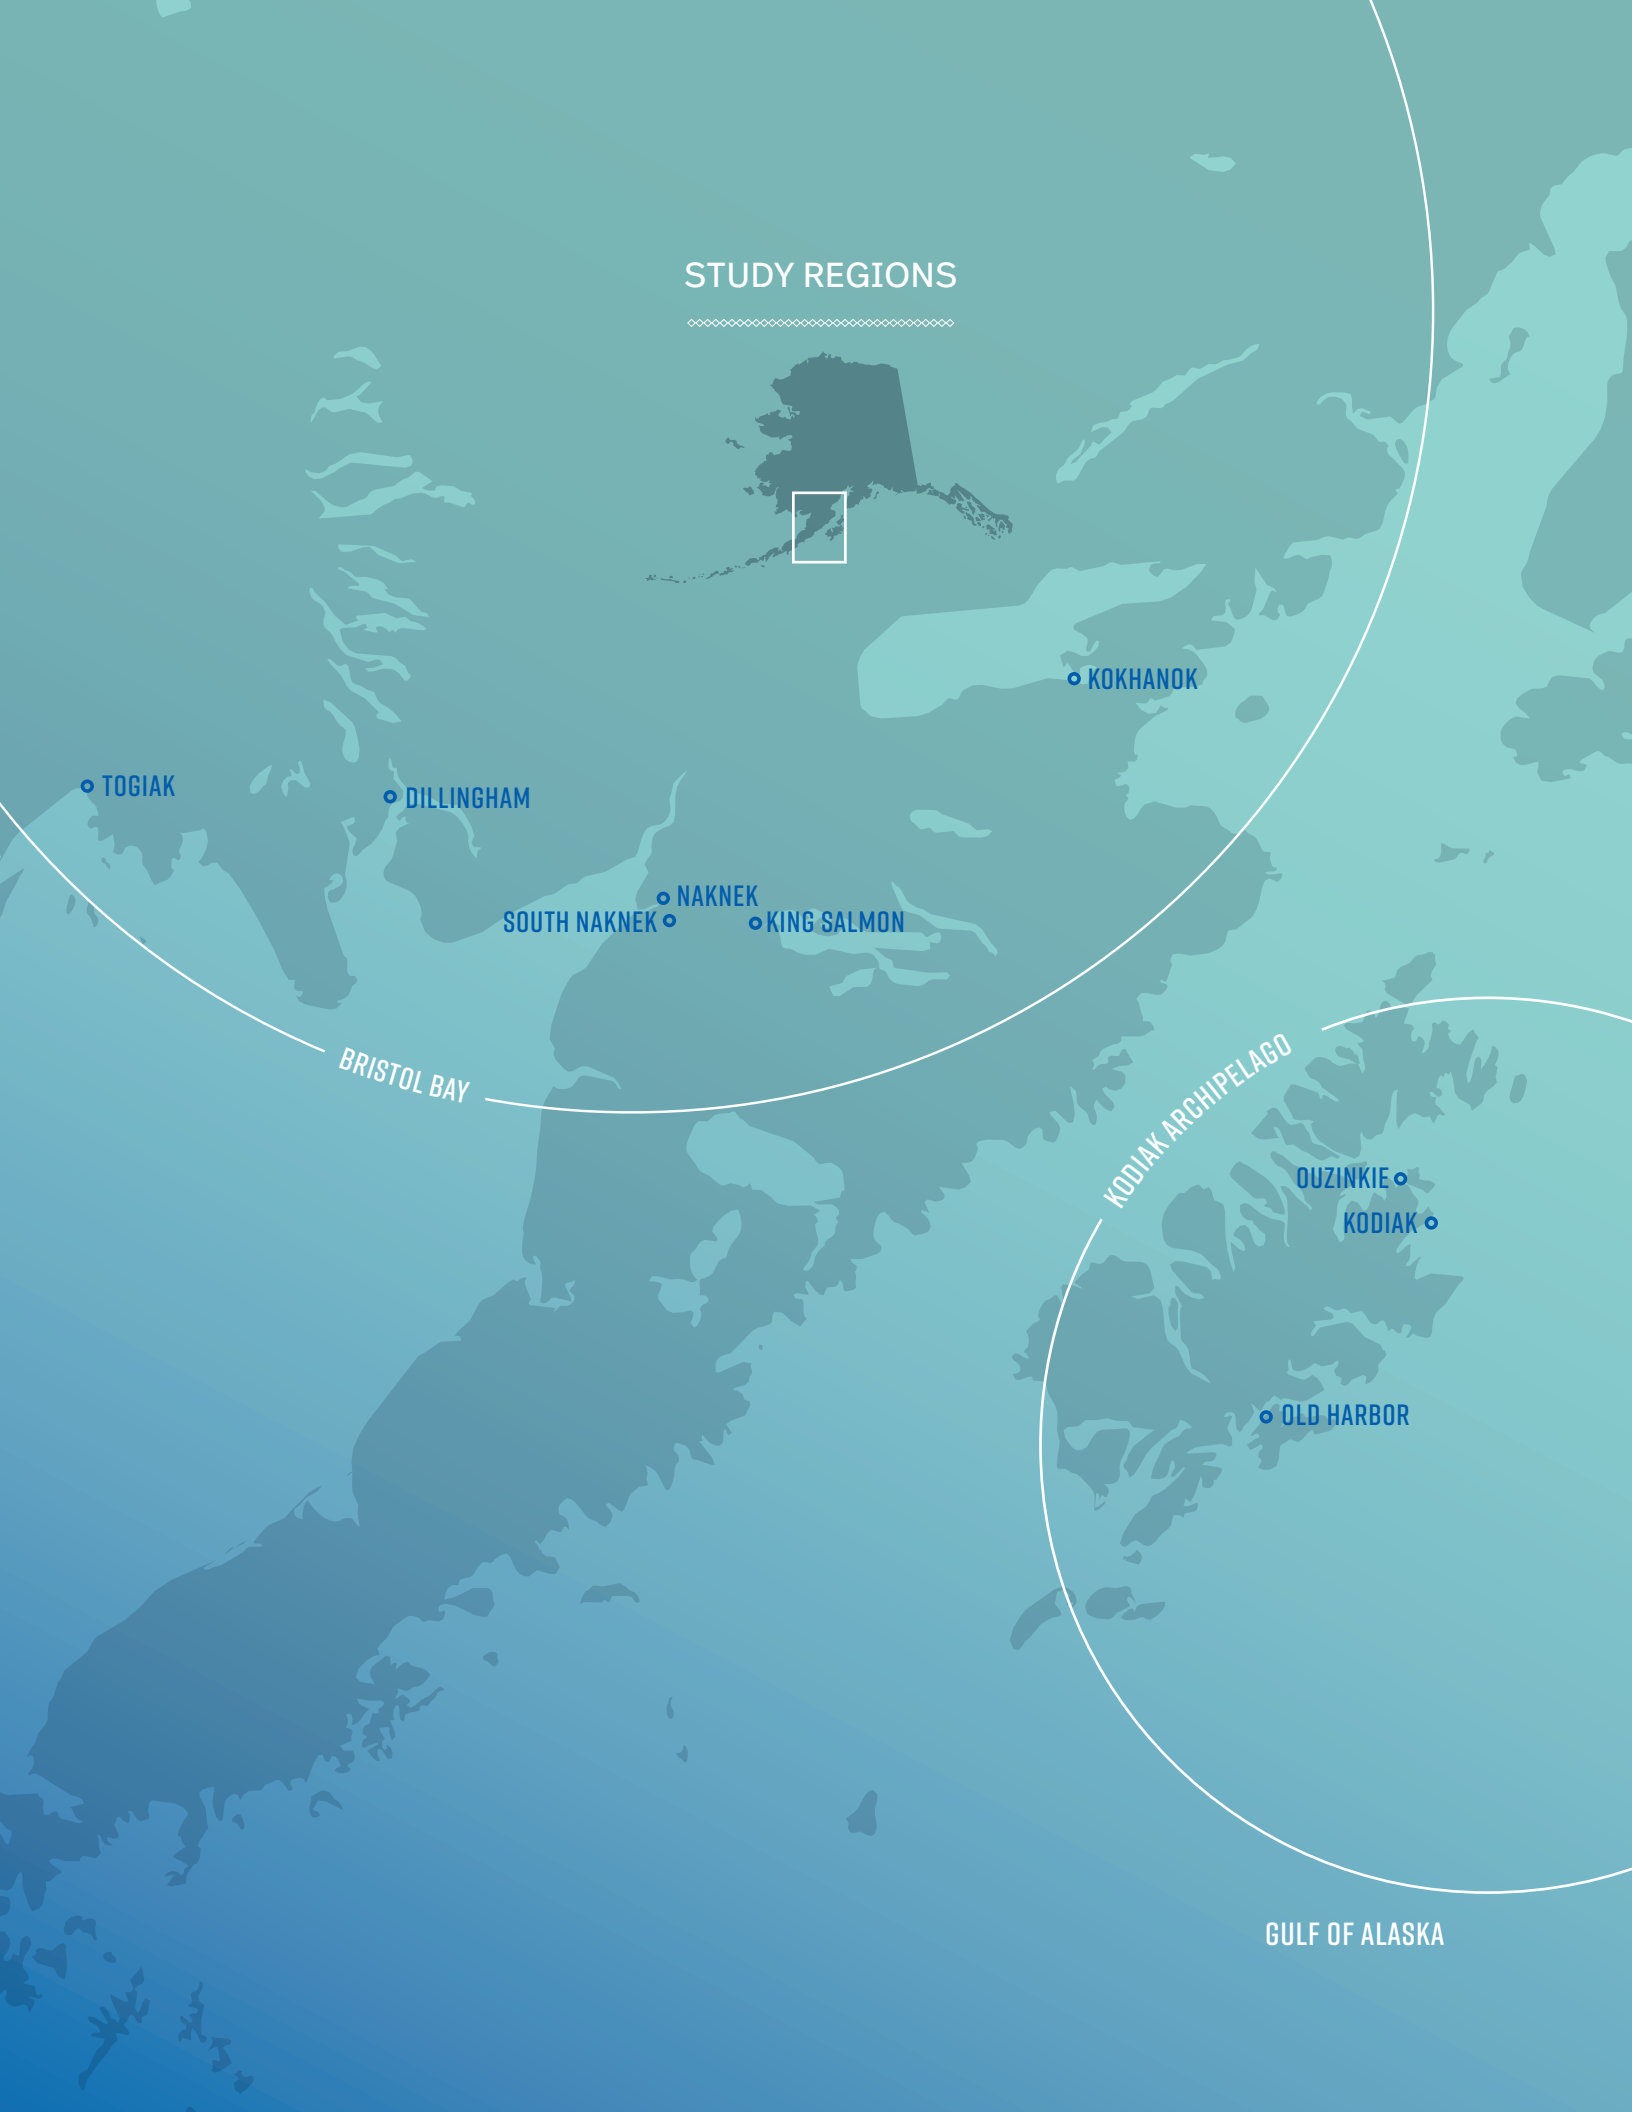 STUDY REGIONS
KOKHANOK
TOGIAK
DILLINGHAM
NAKNEK
SOUTH NAKNEK
KING SALMON
BRISTOL BAY
KODIAK ARCHIPELAGO
OUZINKIE
KODIAK
OLD HARBOR
GULF OF ALASKA